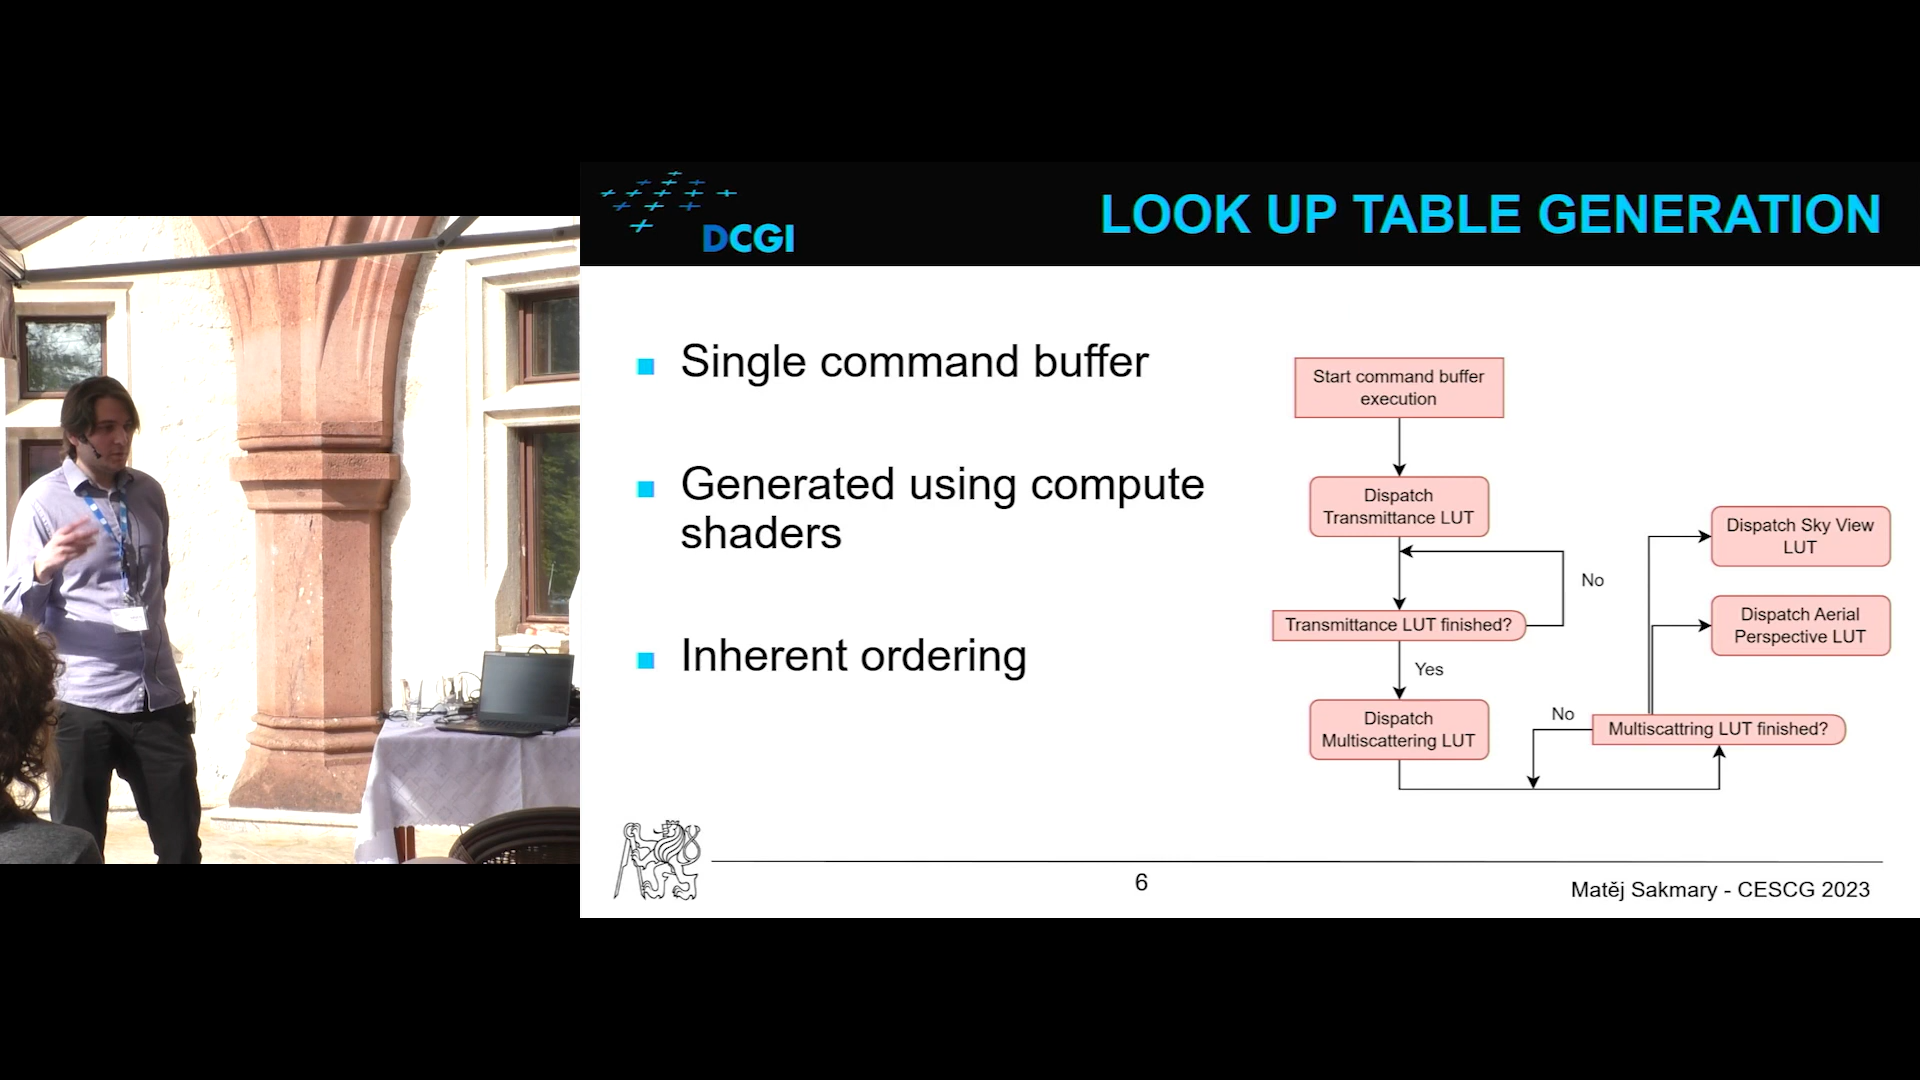 DCGI
LOOK UP TABLE GENERATION
Single command buffer
Generated using compute
shaders
Inherent ordering
Start command buffer
execution
Dispatch
Transmittance LUT
No
Transmittance LUT finished?
Yes
Dispatch
Multiscattering LUT
Dispatch Sky View
LUT
Dispatch Aerial
Perspective LUT
No
Multiscattring LUT finished?
6
Matěj Sakmary - CESCG 2023